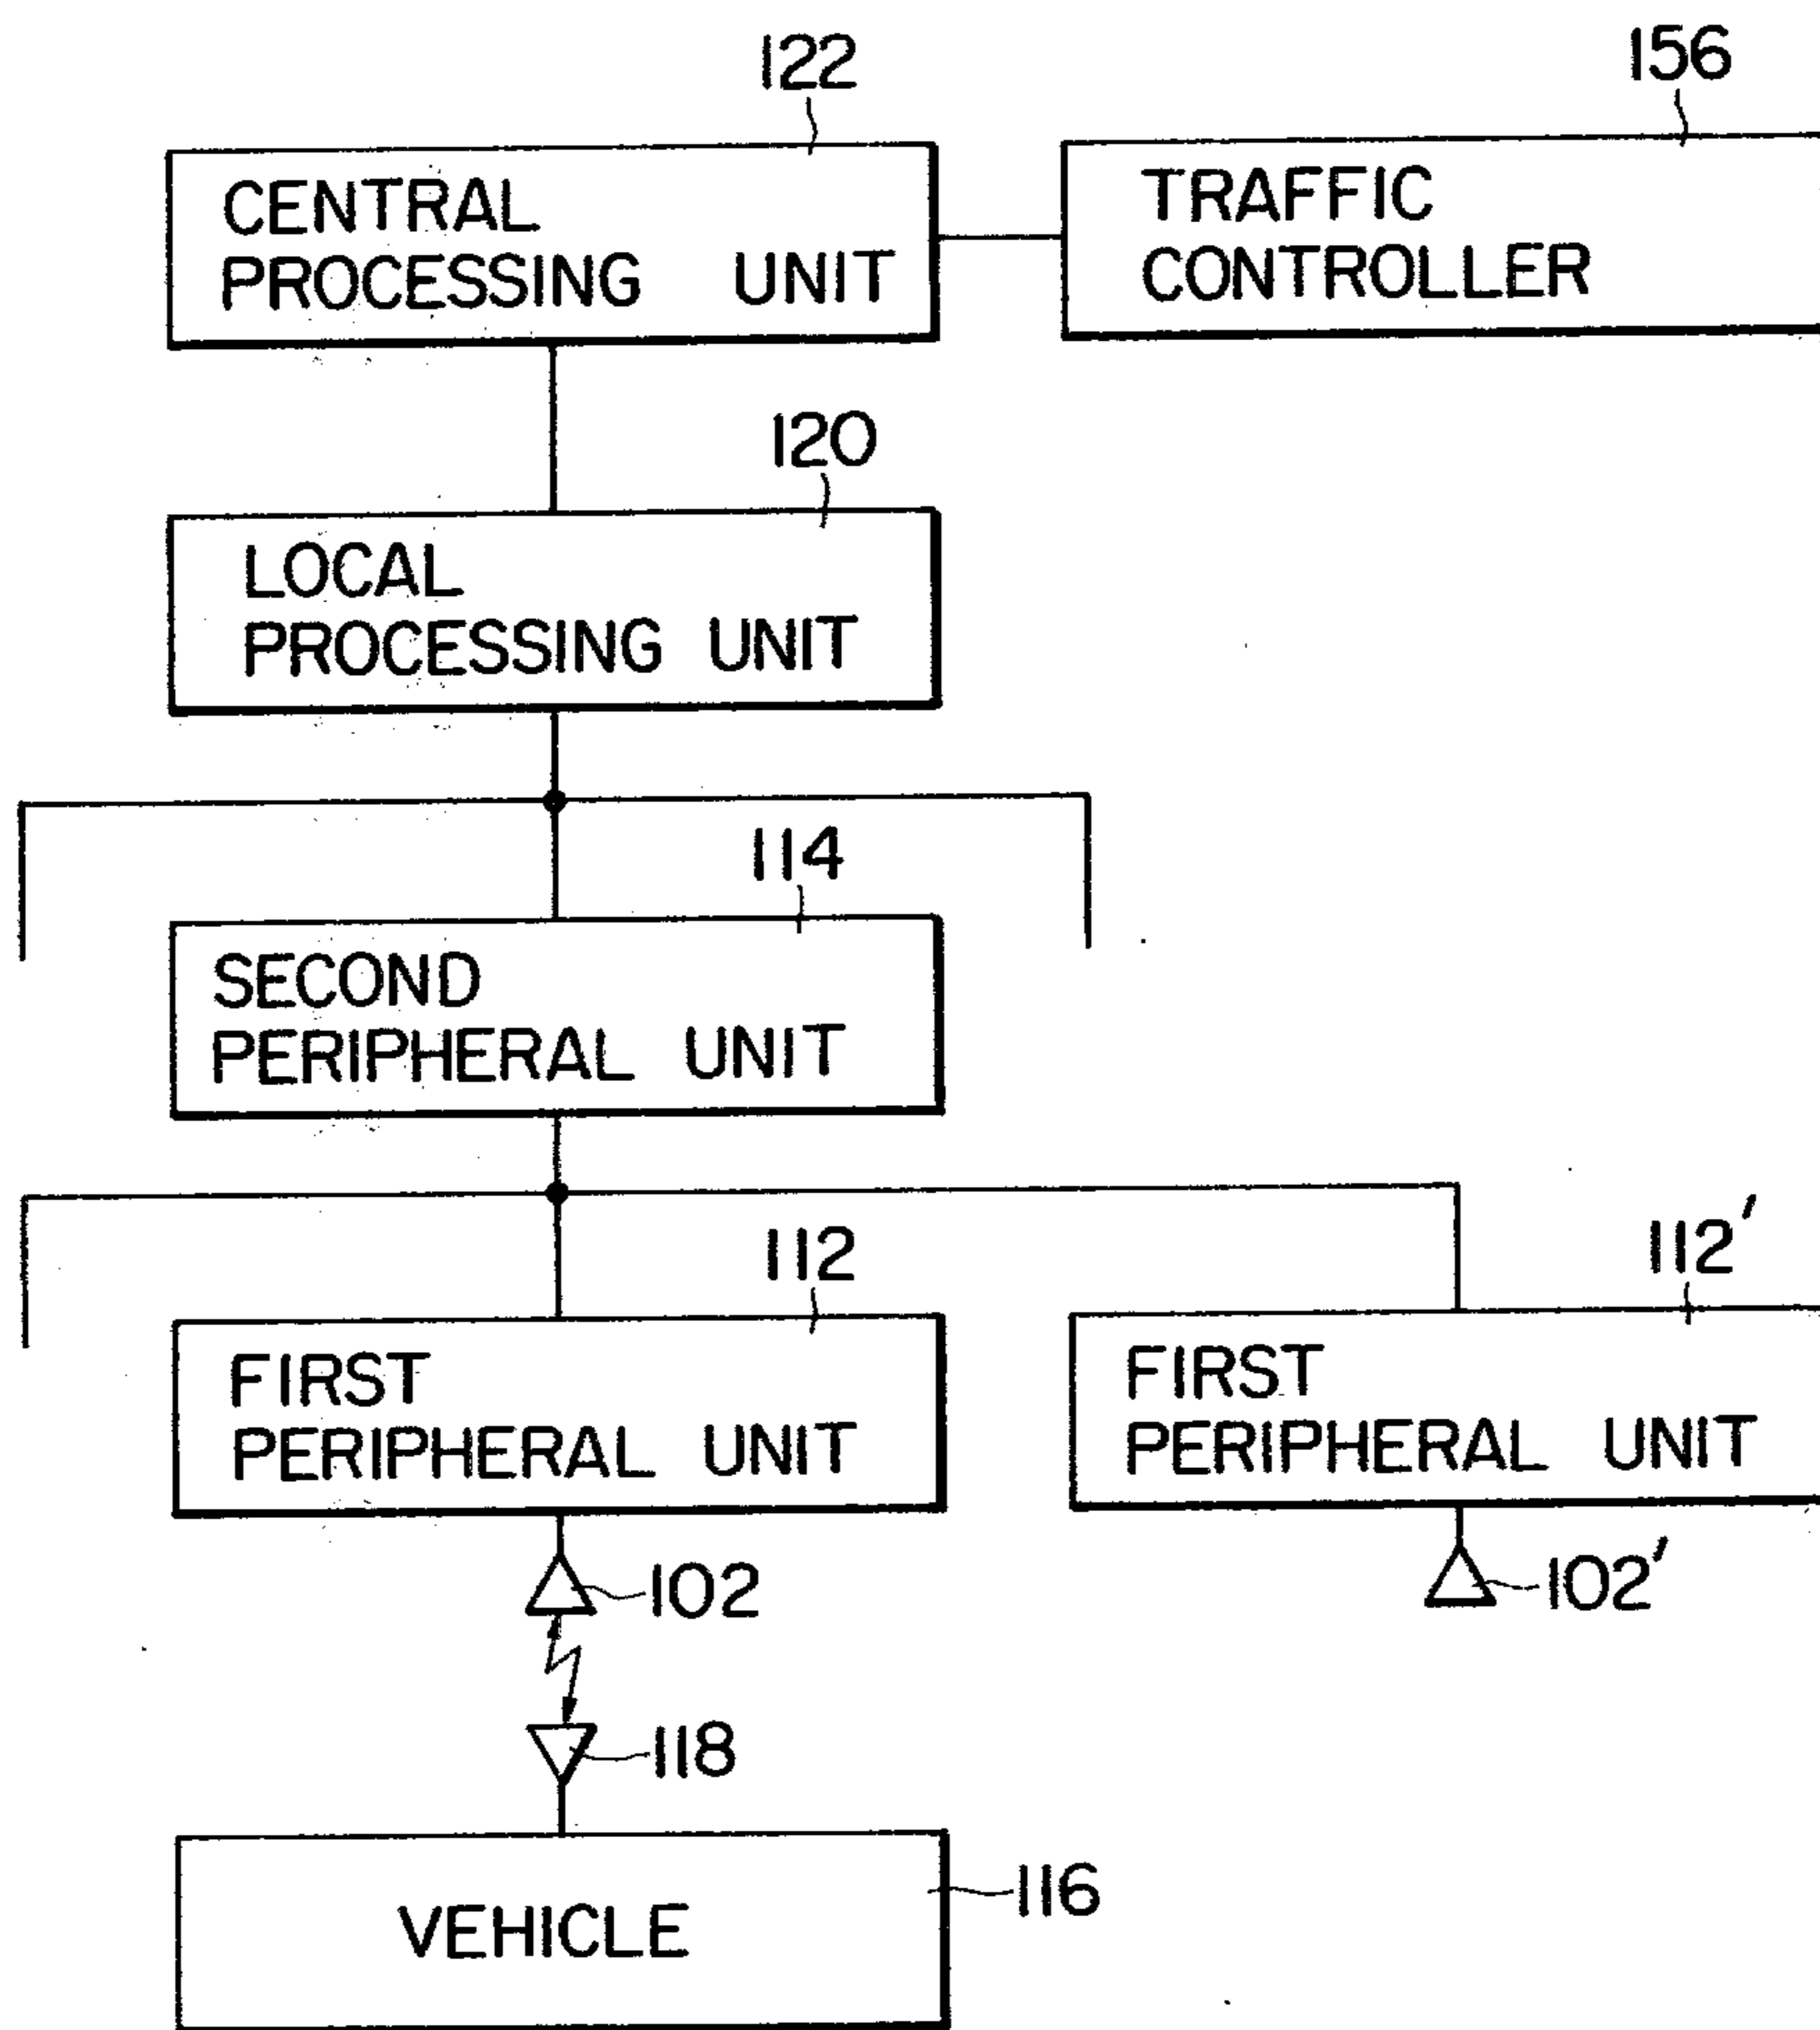 122
156
CENTRAL
PROCESSING UNIT
TRAFFIC
CONTROLLER
120
LOCAL
PROCESSING UNIT
114
SECOND
PERIPHERAL UNIT
112
112'
FIRST
PERIPHERAL UNIT
FIRST
PERIPHERAL UNIT
102
102'
118
116
VEHICLE